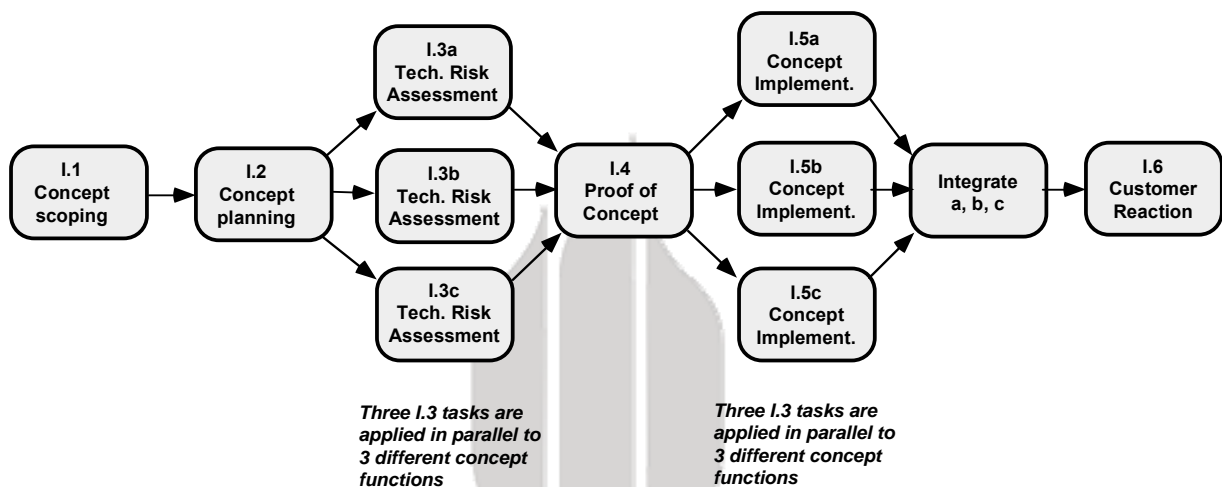 I.1
Concept
scoping
I.2
Concept
planning
I.3a
Tech. Risk
Assessment
I.3b
Tech. Risk
Assessment
I.3c
Tech. Risk
Assessment
I.4
Proof of
Concept
I.5a
Concept
Implement.
I.5b
Concept
Implement.
I.5c
Concept
Implement.
Integrate
a, b, c
I.6
Customer
Reaction
Three I.3 tasks are
applied in parallel to
3 different concept
functions
Three I.3 tasks are
applied in parallel to
3 different concept
functions